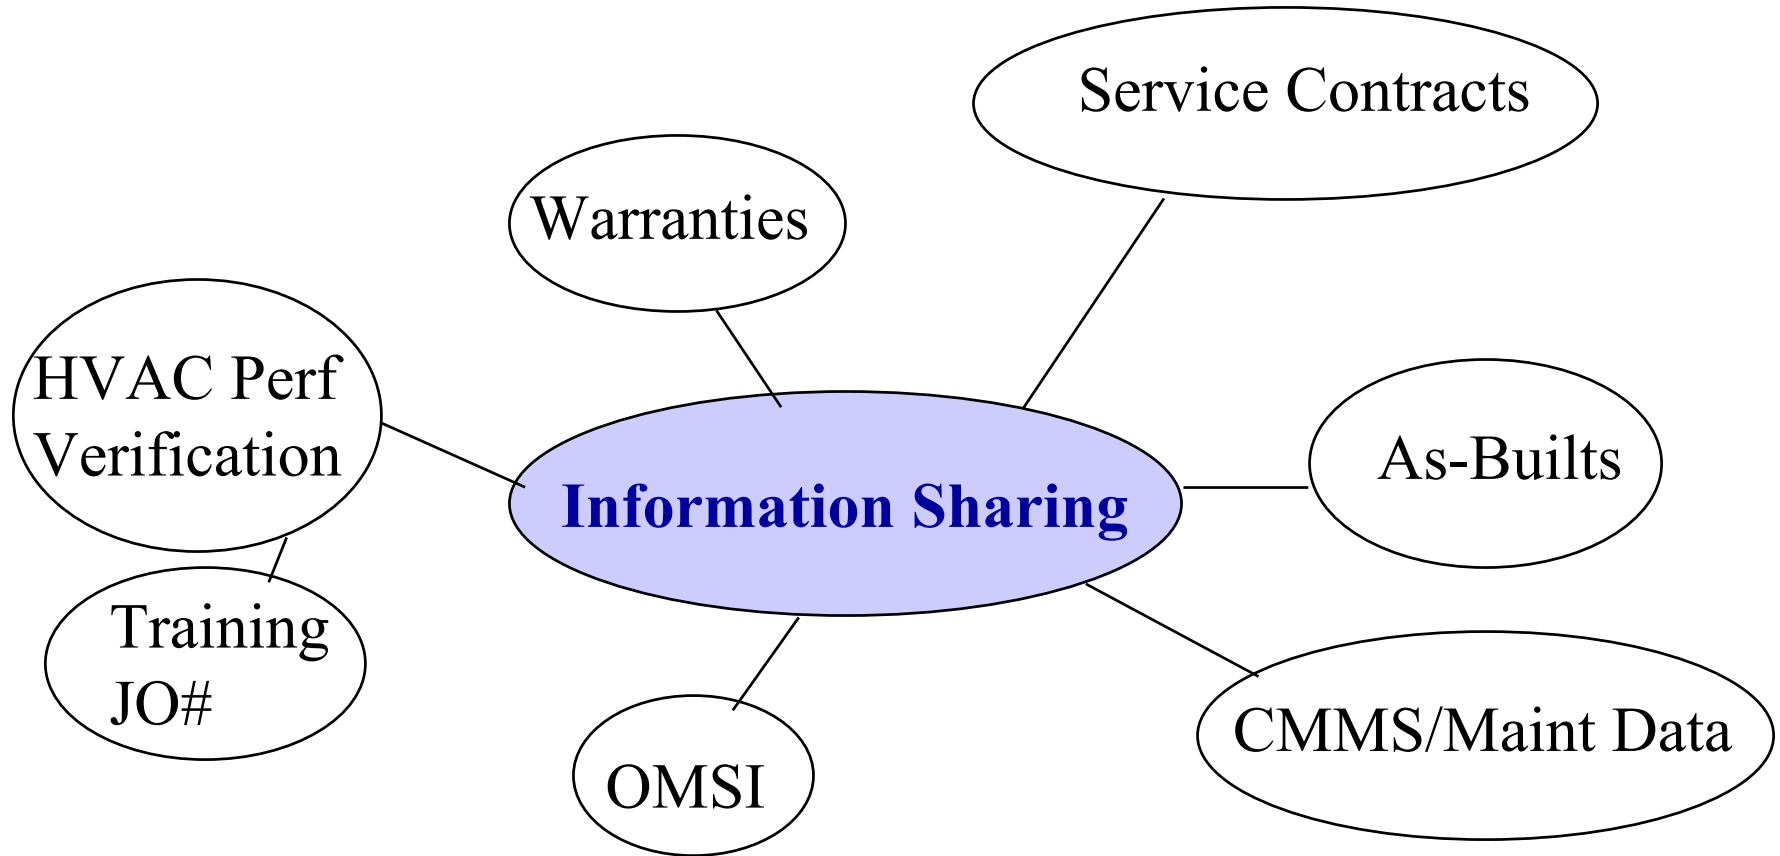 Service Contracts
Warranties
HVAC Perf
Verification
As-Builts
Information Sharing
Training
JO#
CMMS/Maint Data
OMSI